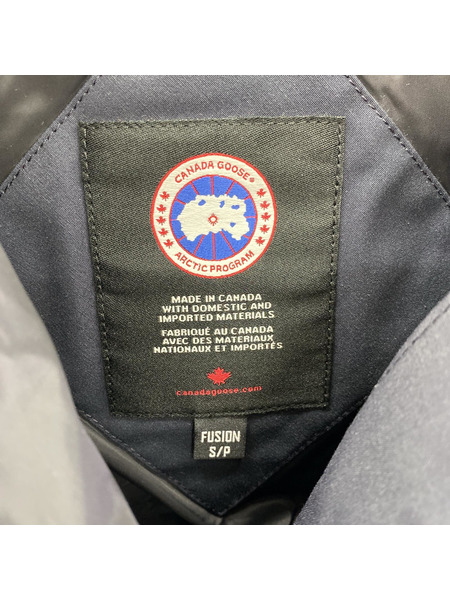 CANADA GOOSE
ARCTIC PROGRAM
MADE IN CANADA
WITH DOMESTIC AND
IMPORTED MATERIALS
FABRIQUÉ AU CANADA
AVEC DES MATERIAUX
NATIONAUX ET IMPORTÉS
canadagoose.com
FUSION
S/P